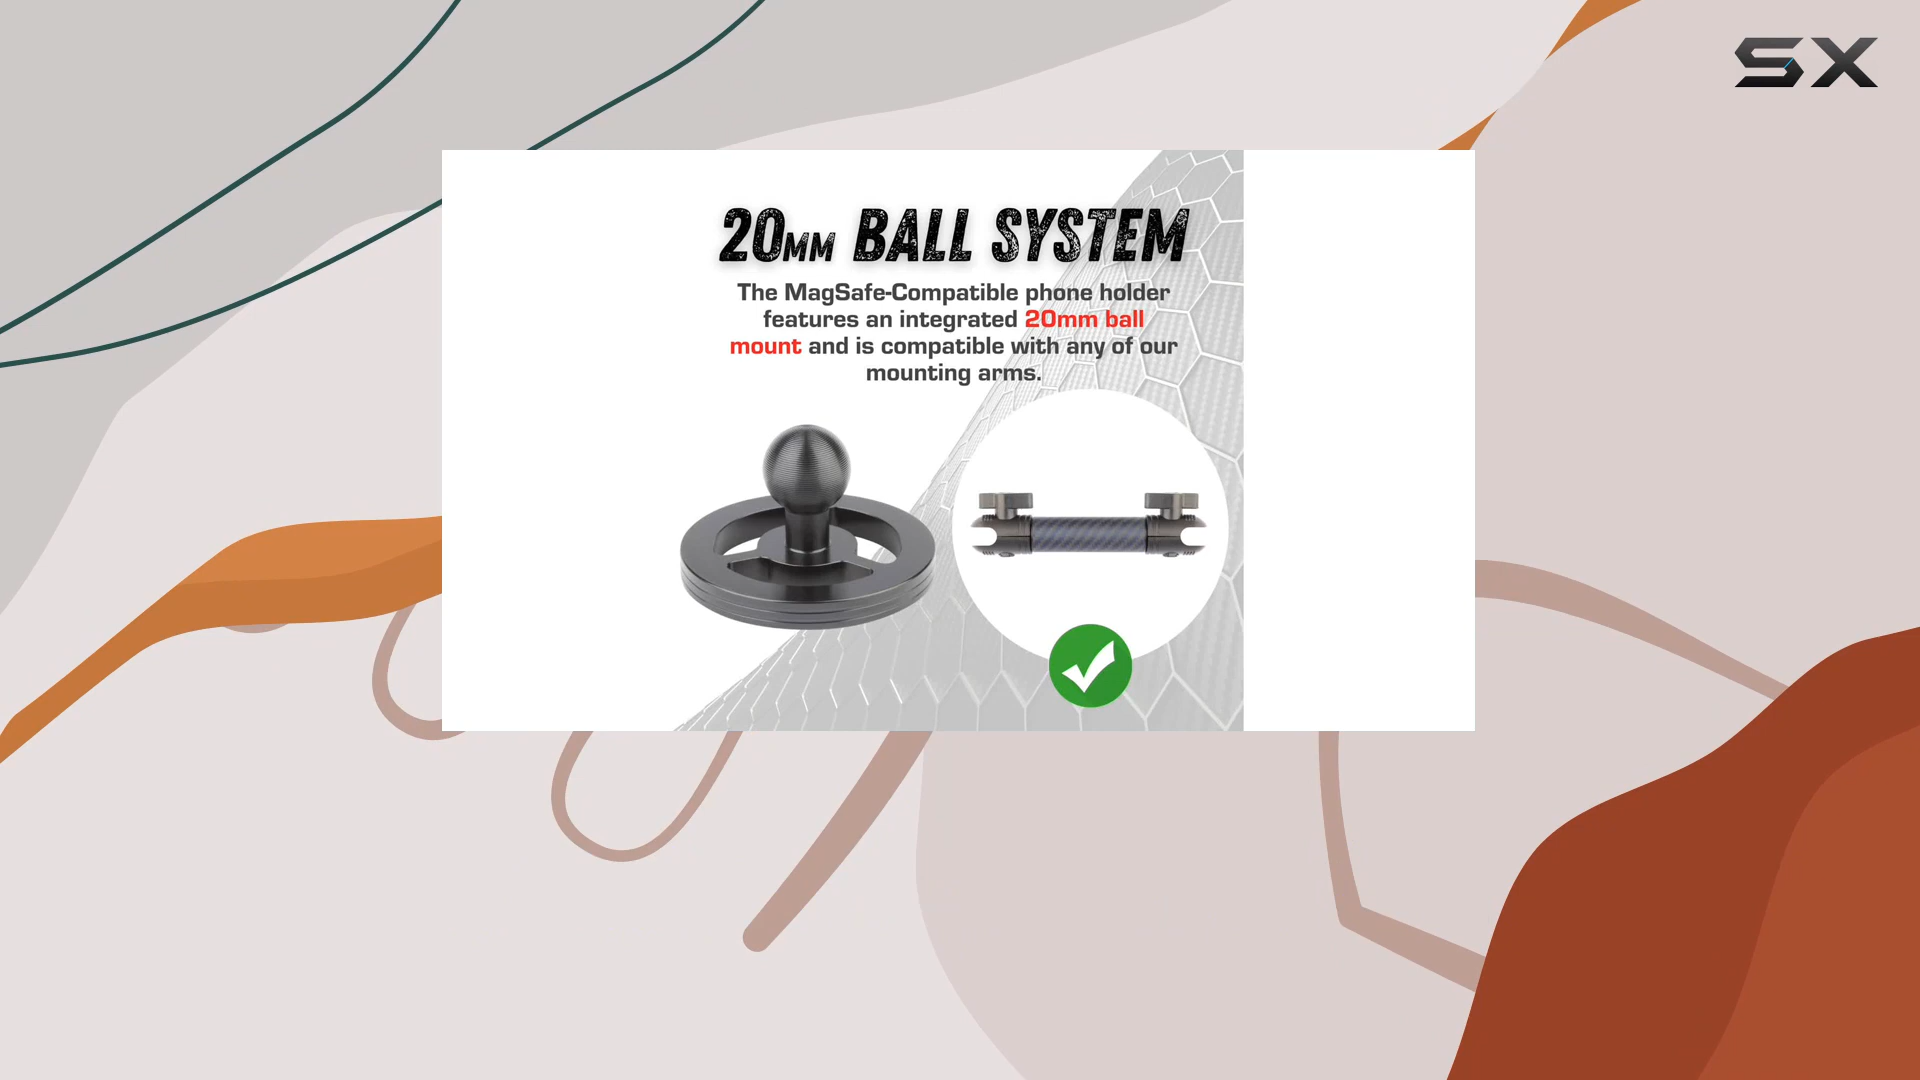 SX
20MM BALL SYSTEM
The MagSafe-Compatible phone holder
features an integrated 20mm ball
mount and is compatible with any of our
mounting arms.